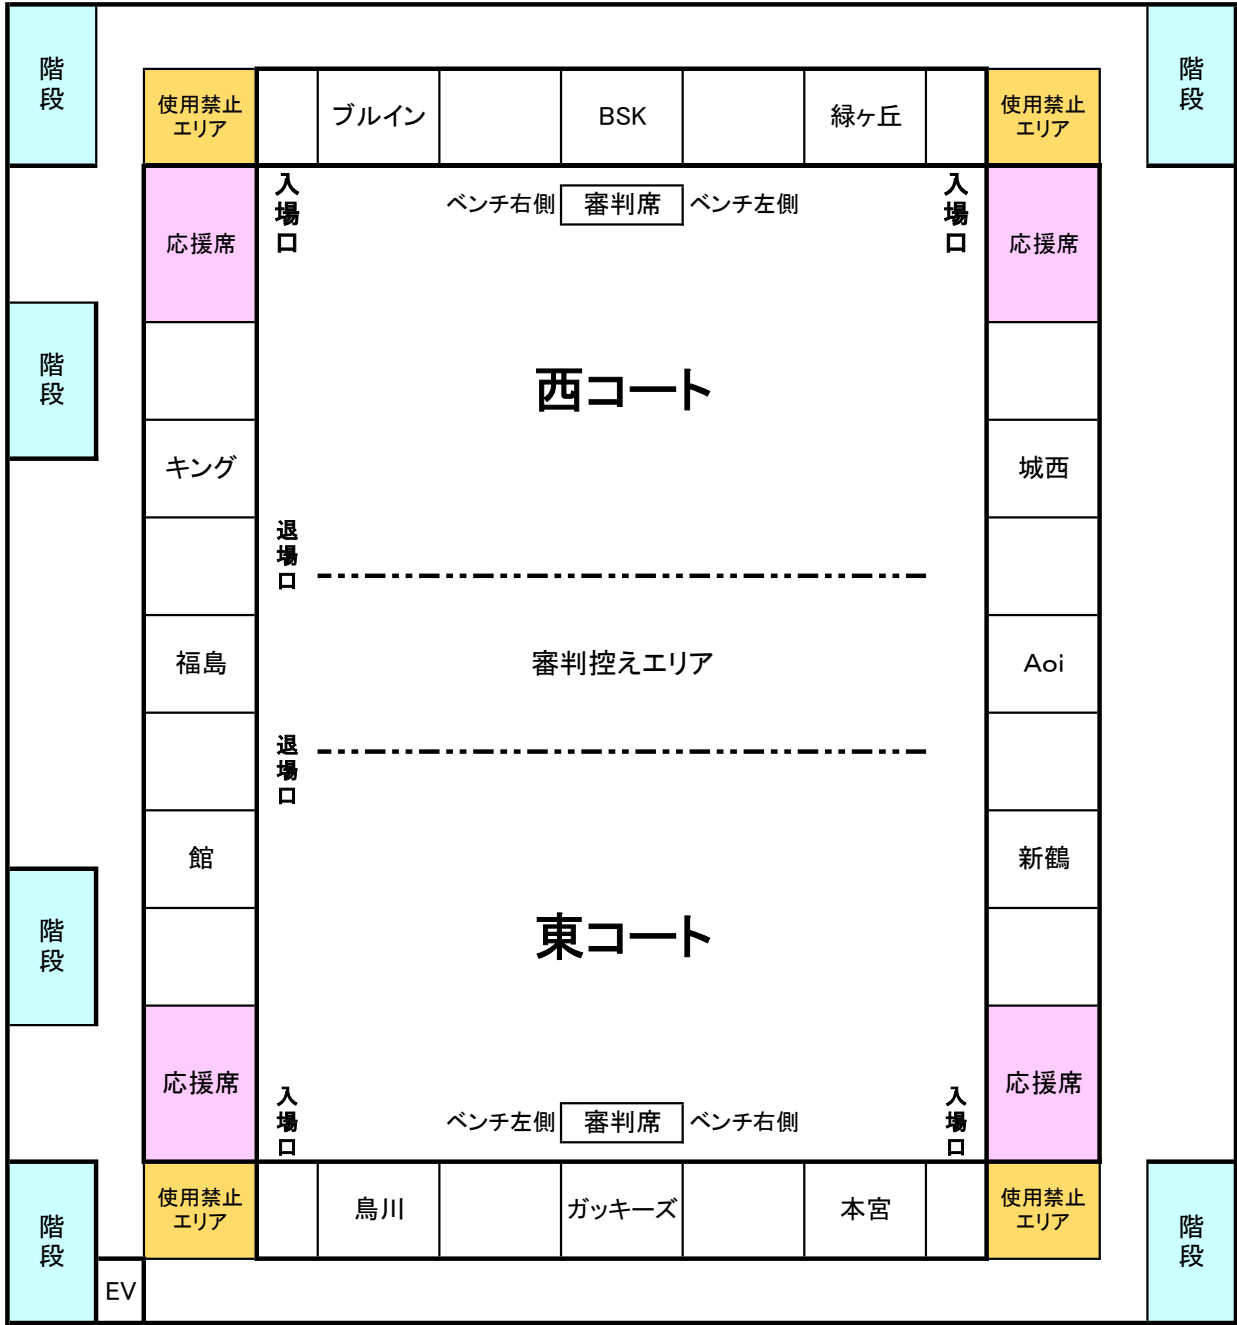 階段
階段
使用禁止エリア
ブルイン
BSK
緑ヶ丘
使用禁止エリア
入場口
ベンチ右側
審判席
ベンチ左側
入場口
応援席
応援席
階段
西コート
キング
城西
退場口
福島
審判控えエリア
Aoi
退場口
館
新鶴
階段
東コート
応援席
応援席
入場口
ベンチ左側
審判席
ベンチ右側
入場口
使用禁止エリア
鳥川
ガッキーズ
本宮
使用禁止エリア
階段
階段
EV